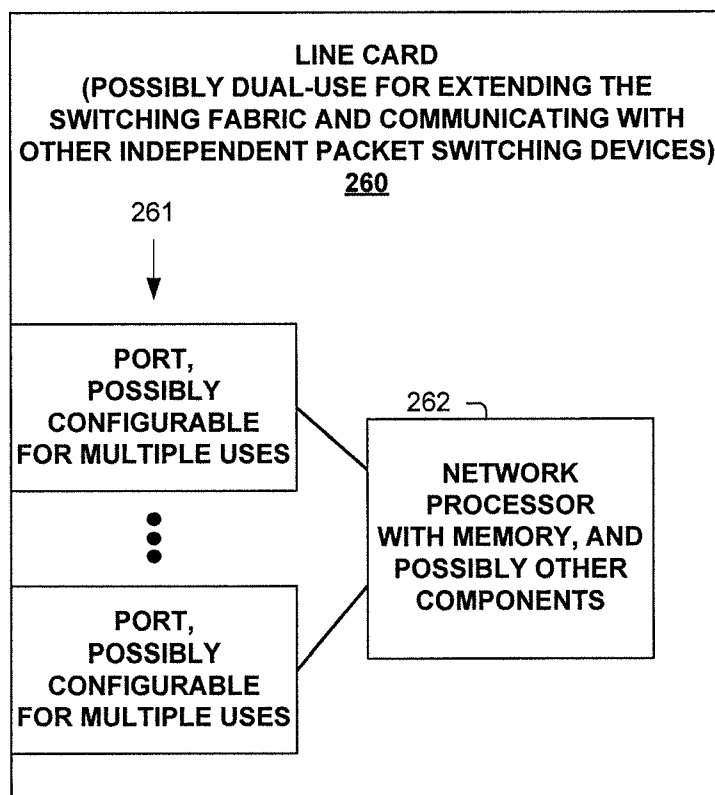 LINE CARD
(POSSIBLY DUAL-USE FOR EXTENDING THE
SWITCHING FABRIC AND COMMUNICATING WITH
OTHER INDEPENDENT PACKET SWITCHING DEVICES)
260
261
PORT,
POSSIBLY
CONFIGURABLE
FOR MULTIPLE USES
262
NETWORK
PROCESSOR
WITH MEMORY, AND
POSSIBLY OTHER
COMPONENTS
PORT,
POSSIBLY
CONFIGURABLE
FOR MULTIPLE USES